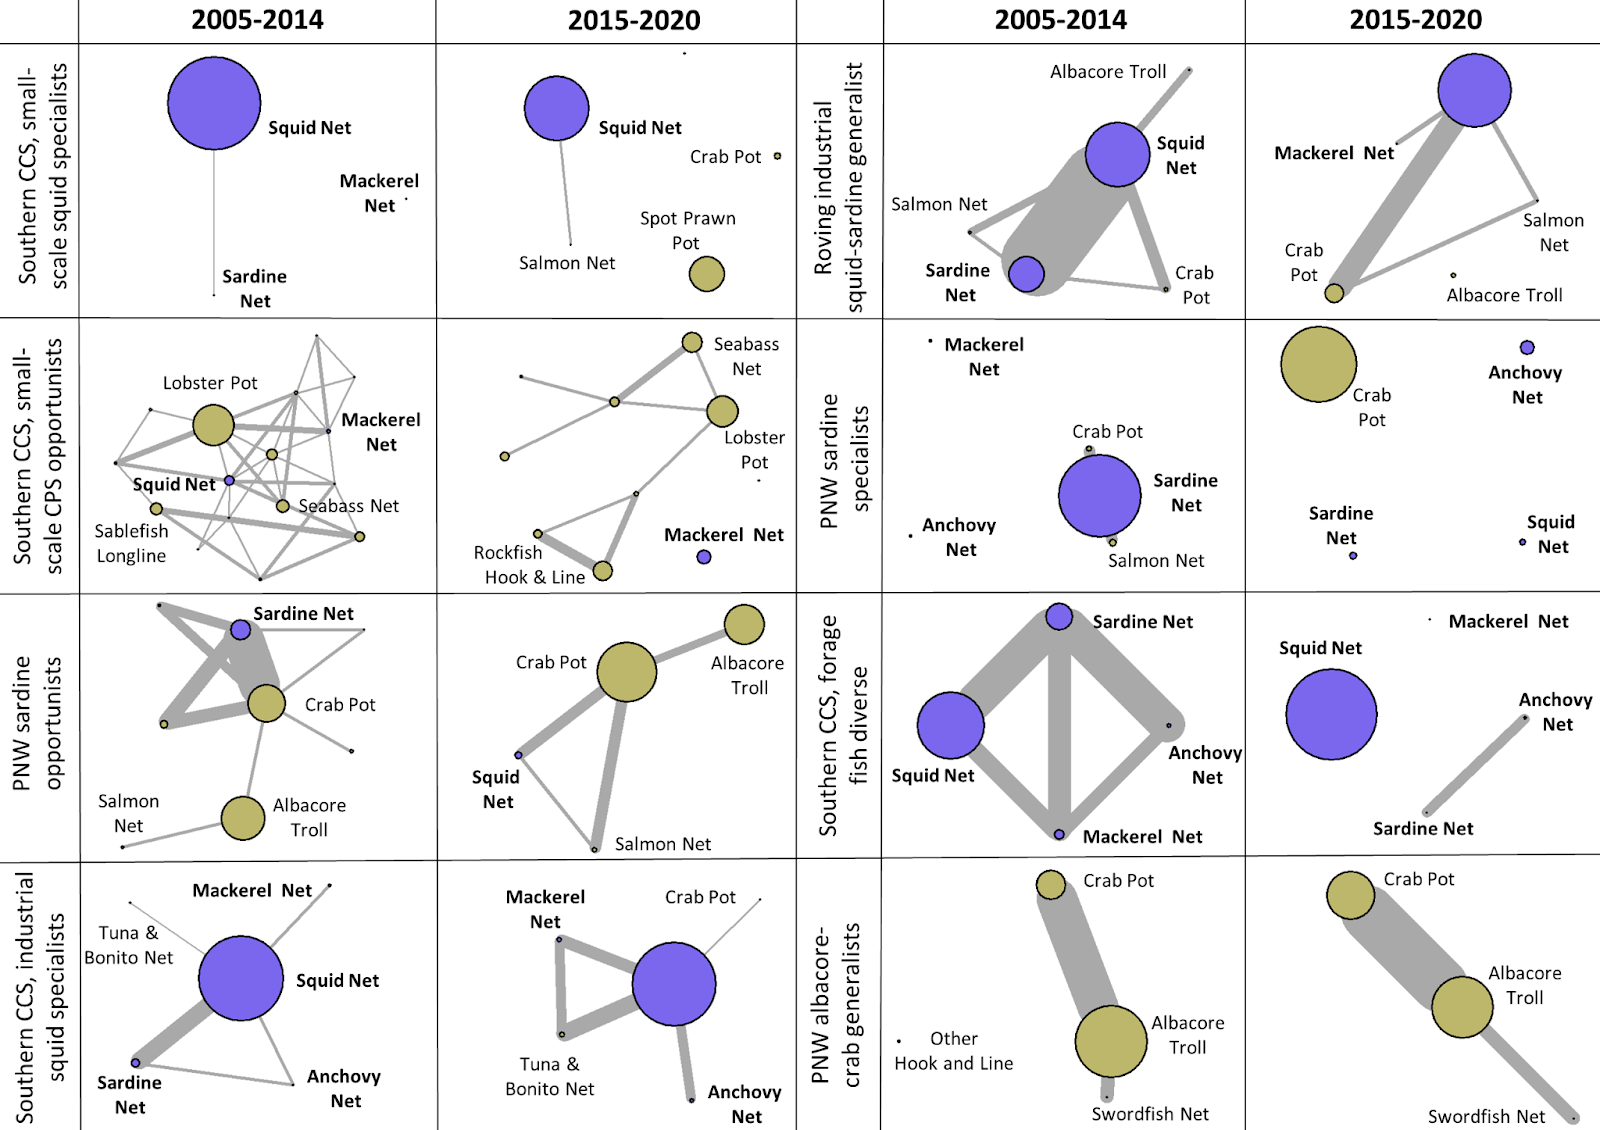 2005-2014
2015-2020
2005-2014
2015-2020
Southern CCS, small-
scale squid specialists
Squid Net
Mackerel
Net
Sardine
Net
Squid Net
Crab Pot
Spot Prawn
Pot
Salmon Net
Roving industrial
squid-sardine generalist
Albacore Troll
Squid
Net
Salmon Net
Sardine
Net
Crab
Pot
Mackerel Net
Salmon
Net
Crab
Pot
Albacore Troll
Southern CCS, small-
scale CPS opportunists
Lobster Pot
Mackerel
Net
Squid Net
Seabass Net
Sablefish
Longline
Seabass
Net
Lobster
Pot
Mackerel Net
Rockfish
Hook & Line
PNW sardine
specialists
Mackerel
Net
Crab Pot
Sardine
Net
Anchovy
Net
Salmon Net
Crab
Pot
Anchovy
Net
Sardine
Net
Squid
Net
PNW sardine
opportunists
Sardine Net
Crab Pot
Salmon
Net
Albacore
Troll
Crab Pot
Albacore
Troll
Squid
Net
Salmon Net
Southern CCS, forage
fish diverse
Sardine Net
Squid Net
Anchovy
Net
Mackerel Net
Mackerel Net
Squid Net
Anchovy
Net
Sardine Net
Southern CCS, industrial
squid specialists
Mackerel Net
Tuna &
Bonito Net
Squid Net
Sardine
Net
Anchovy
Net
Mackerel
Net
Crab Pot
Tuna &
Bonito Net
Anchovy
Net
PNW albacore-
crab generalists
Crab Pot
Other
Hook and Line
Albacore
Troll
Swordfish Net
Crab Pot
Albacore
Troll
Swordfish Net